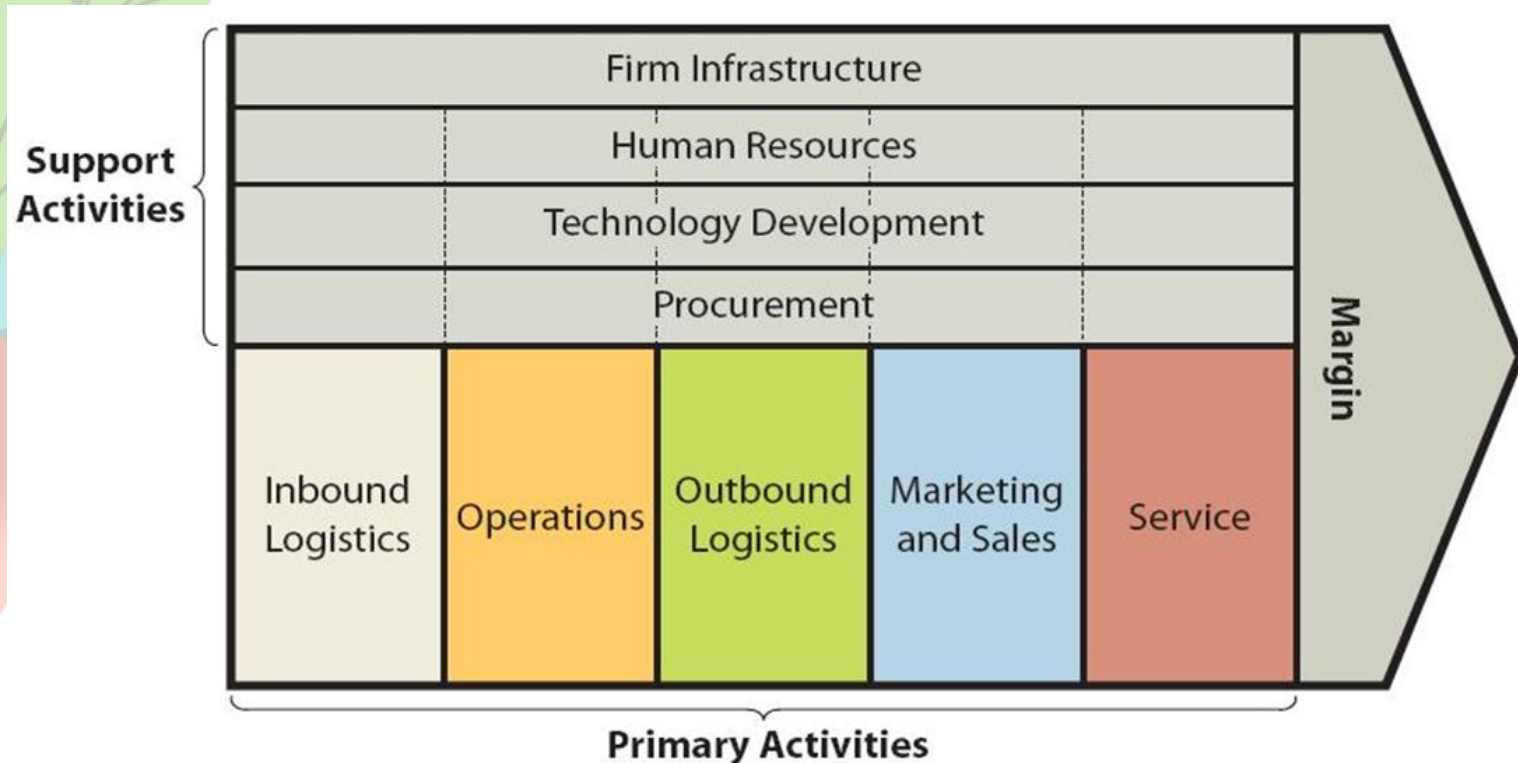 Firm Infrastructure
Human Resources
Technology Development
Procurement
Support
Activities
Inbound
Logistics
Operations
Outbound
Logistics
Marketing
and Sales
Service
Margin
Primary Activities